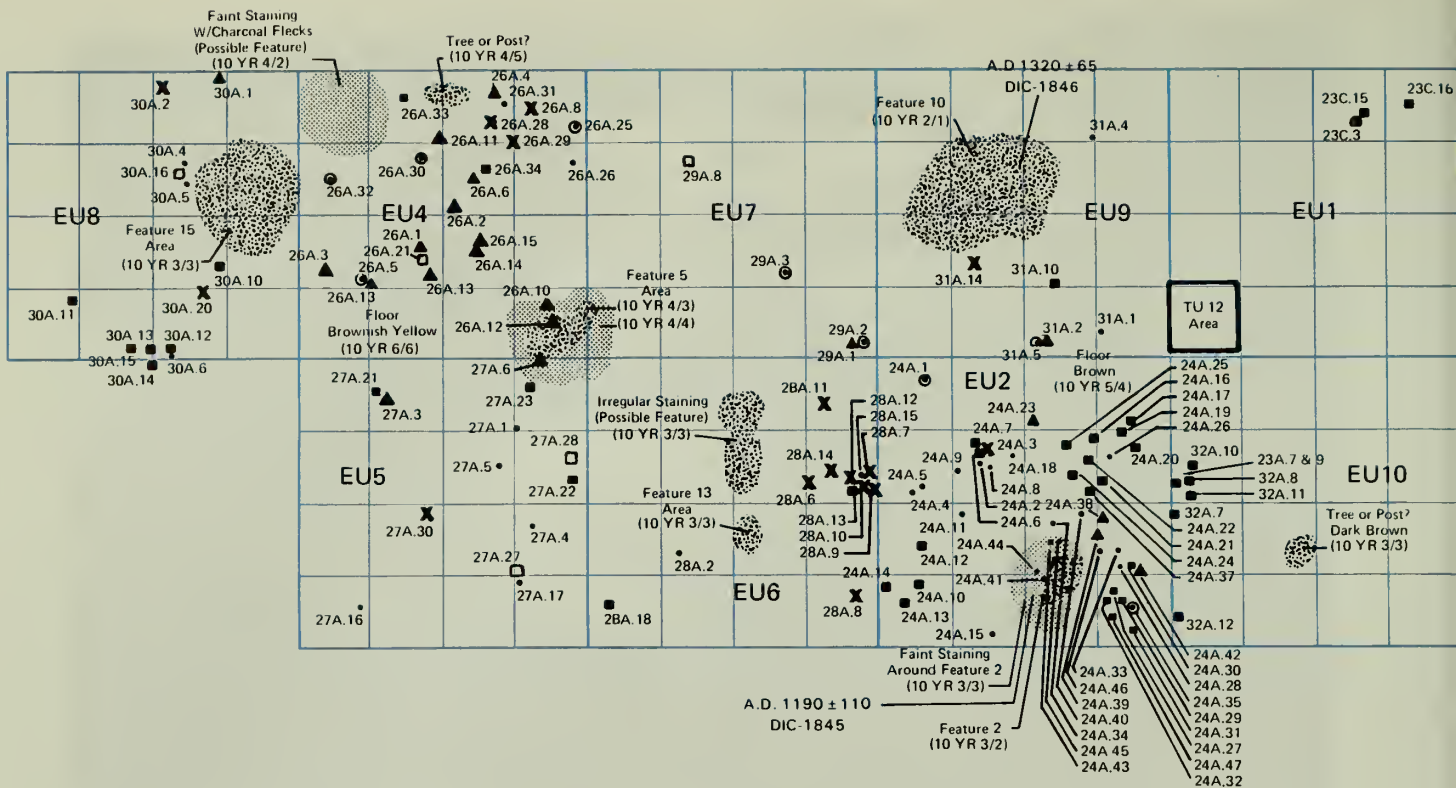 Faint Staining
W/Charcoal Flecks
(Possible Feature)
(10 YR 4/2)
Tree or Post?
(10 YR 4/5)
A.D 1320 ± 65
DIC-1846
Feature 10
(10 YR 2/1)
30A.2
30A.1
26A.4
26A.31
26A.33
26A.8
26A.28
26A.25
26A.11
26A.29
31A.4
23C.15
23C.16
23C.3
30A.4
30A.16
30A.5
26A.32
26A.30
26A.34
26A.6
26A.26
29A.8
EU8
EU4
26A.2
EU7
EU9
EU1
Feature 15
Area
(10 YR 3/3)
26A.1
26A.21
26A.15
26A.14
26A.3
26A.5
26A.13
26A.13
30A.10
30A.20
30A.11
29A.3
31A.14
31A.10
Feature 5
Area
(10 YR 4/3)
(10 YR 4/4)
26A.10
26A.12
Floor
Brownish Yellow
(10 YR 6/6)
TU 12
Area
30A 13
30A.12
30A.15
30A.6
30A.14
29A.2
29A.1
31A.2
31A.1
31A.5
Floor
Brown
(10 YR 5/4)
27A.6
27A.21
27A.3
27A.23
27A.1
24A.1
EU2
2BA.11
28A.12
28A.15
28A.7
24A.23
24A.7
24A.3
24A.25
24A.16
24A.17
24A.19
24A.26
Irregular Staining
(Possible Feature)
(10 YR 3/3)
27A.28
27A.5
27A.22
EU5
28A.14
28A.6
24A.9
24A.5
24A.4
24A.18
24A.8
24A.2
24A.38
24A.6
24A.20
32A.10
23A.7 & 9
32A.8
32A.11
32A.7
EU10
Feature 13
Area
(10 YR 3/3)
27A.30
27A.4
27A.27
27A.17
27A.16
28A.13
28A.10
28A.9
24A.11
24A.12
24A.44
24A.41
24A.14
24A.10
24A.13
24A.15
24A.22
24A.21
24A.24
24A.37
Tree or Post?
Dark Brown
(10 YR 3/3)
28A.2
EU6
2BA.18
28A.8
32A.12
Faint Staining
Around Feature 2
(10 YR 3/3)
A.D. 1190 ± 110
DIC-1845
Feature 2
(10 YR 3/2)
24A.33
24A.46
24A.39
24A.40
24A.34
24A 45
24A.43
24A.42
24A.30
24A.28
24A.35
24A.29
24A.31
24A.27
24A.47
24A.32